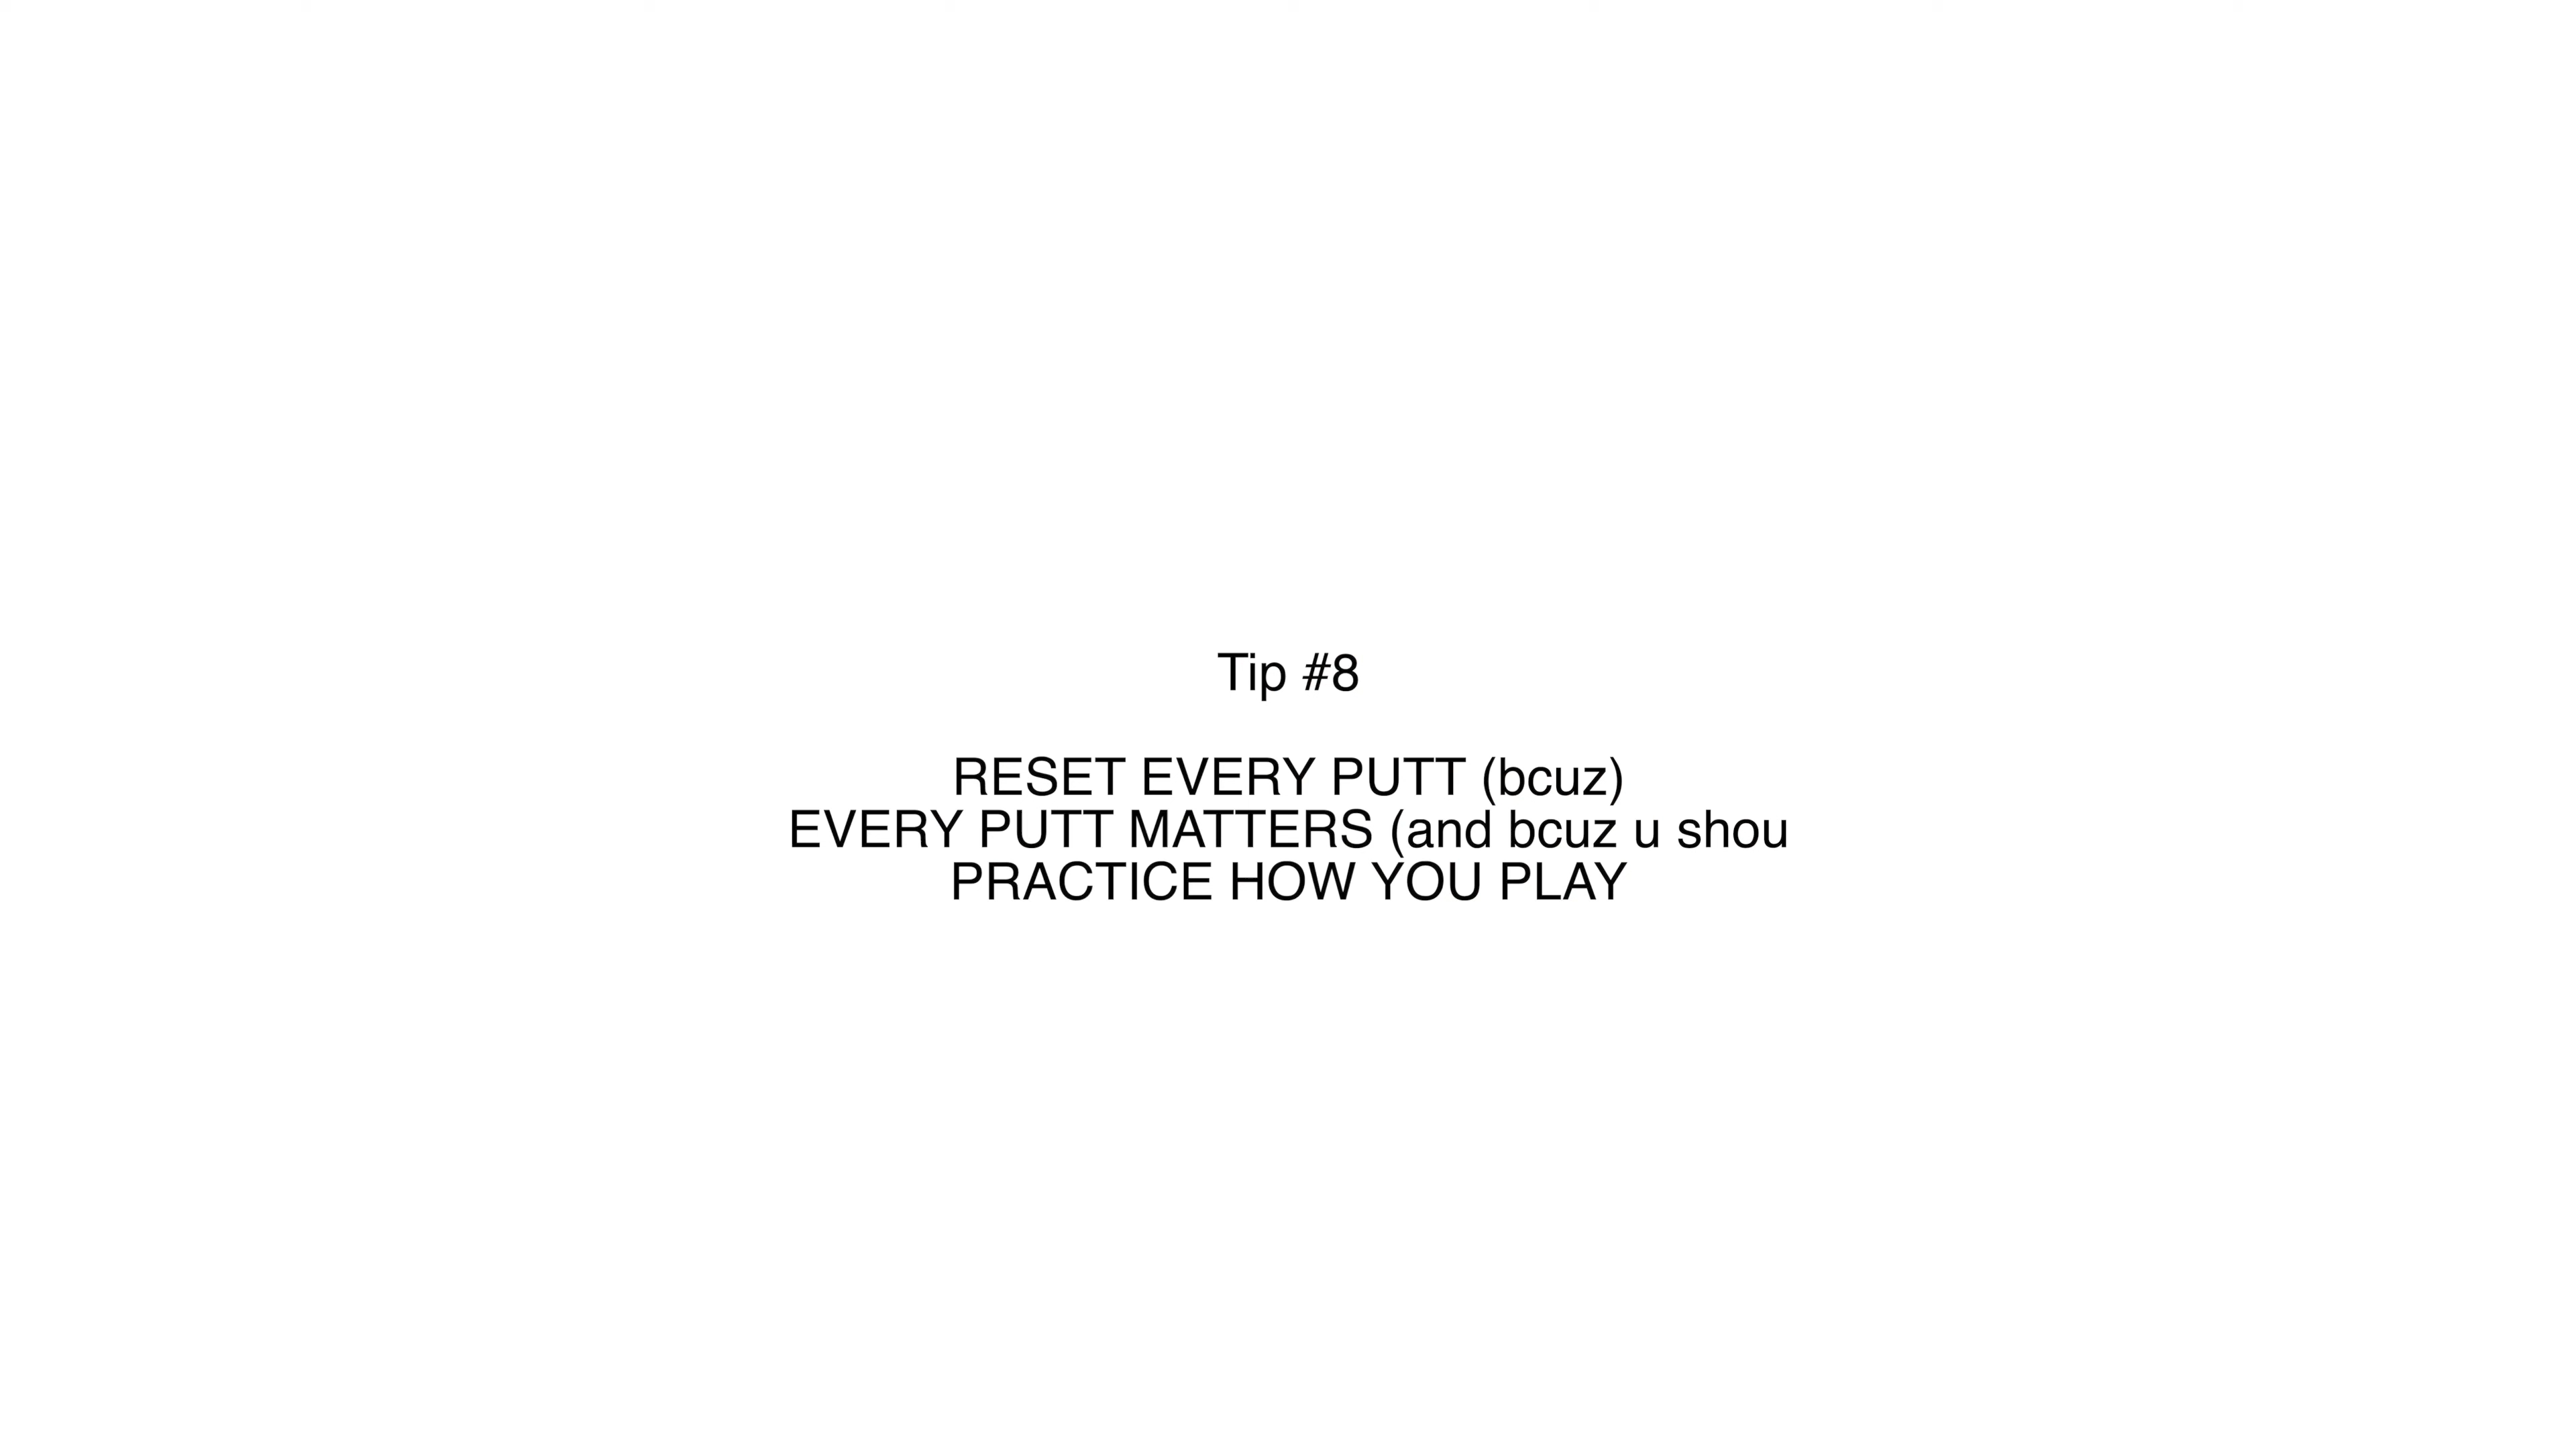 Tip #8
RESET EVERY PUTT (bcuz)
EVERY PUTT MATTERS (and bcuz u shou
PRACTICE HOW YOU PLAY